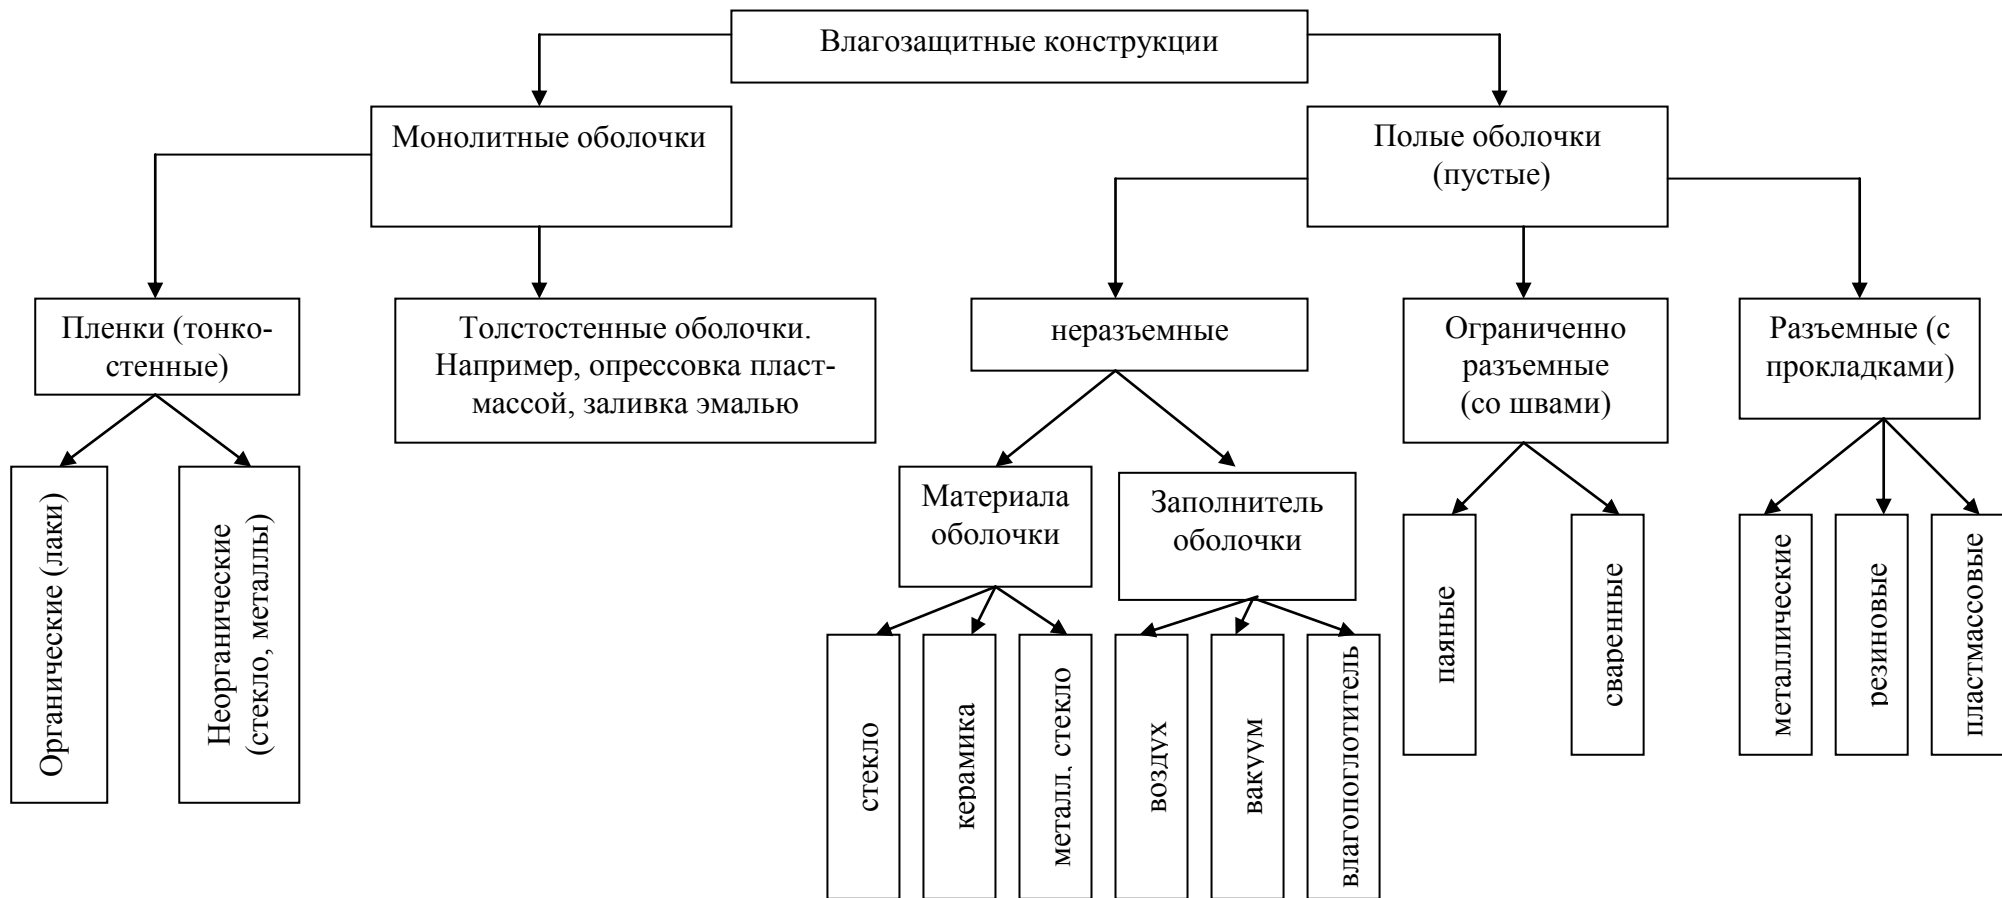 Влагозащитные конструкции
Монолитные оболочки
Полые оболочки
(пустые)
Пленки (тонко-
стенные)
Толстостенные оболочки.
Например, опрессовка пласт-
массой, заливка эмалью
неразъемные
Ограниченно
разъемные
(со швами)
Разъемные (с
прокладками)
Органические (лаки)
Неорганические
(стекло, металлы)
Материала
оболочки
Заполнитель
оболочки
паяные
сваренные
металлические
резиновые
пластмассовые
стекло
керамика
металл, стекло
воздух
вакуум
влагопоглотитель